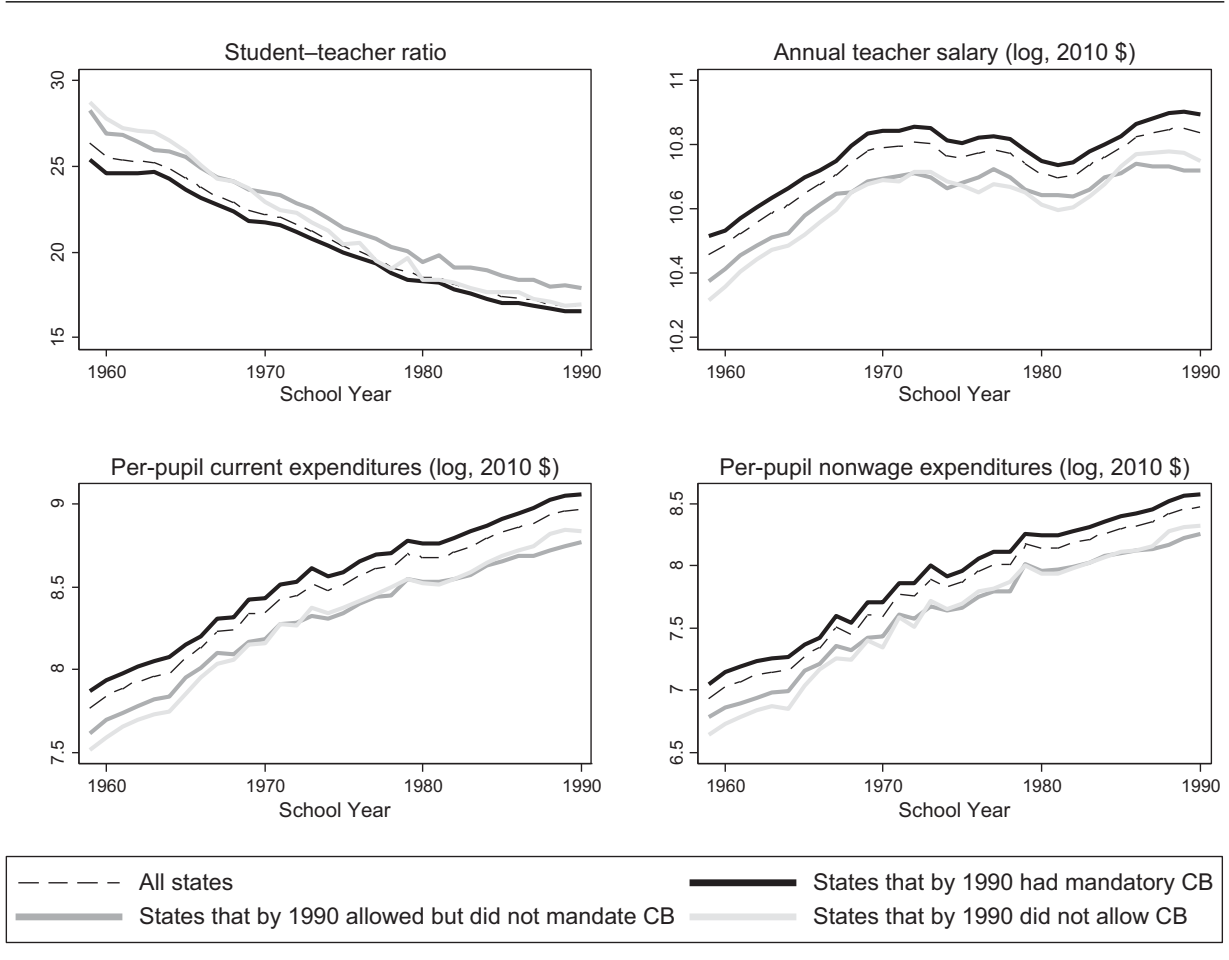 Student–teacher ratio
30
25
20
15
1960 1970 1980 1990
School Year
Annual teacher salary (log, 2010 $)
11
10.8
10.6
10.4
10.2
1960 1970 1980 1990
School Year
Per-pupil current expenditures (log, 2010 $)
9
8.5
8
7.5
1960 1970 1980 1990
School Year
Per-pupil nonwage expenditures (log, 2010 $)
8.5
8
7.5
7
6.5
1960 1970 1980 1990
School Year
All states
States that by 1990 had mandatory CB
States that by 1990 allowed but did not mandate CB
States that by 1990 did not allow CB